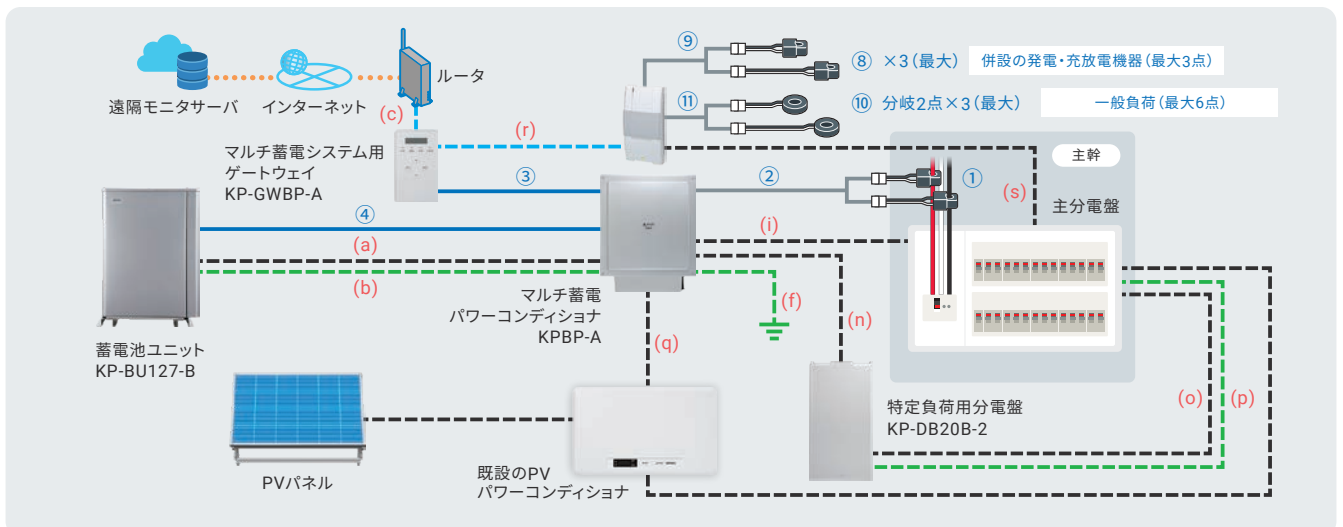 ⑨
⑧ ×3(最大)
併設の発電・充放電機器(最大3点)
ルータ
遠隔モニタサーバ
インターネット
(c)
⑪
⑩ 分岐2点×3(最大)
一般負荷(最大6点)
(r)
マルチ蓄電システム用
ゲートウェイ
KP-GWBP-A
主幹
③
②
①
(s)
主分電盤
④
(a)
(i)
(b)
(f)
マルチ蓄電
パワーコンディショナ
KPBP-A
(n)
(q)
蓄電池ユニット
KP-BU127-B
特定負荷用分電盤
KP-DB20B-2
(o)
(p)
PVパネル
既設のPV
パワーコンディショナ